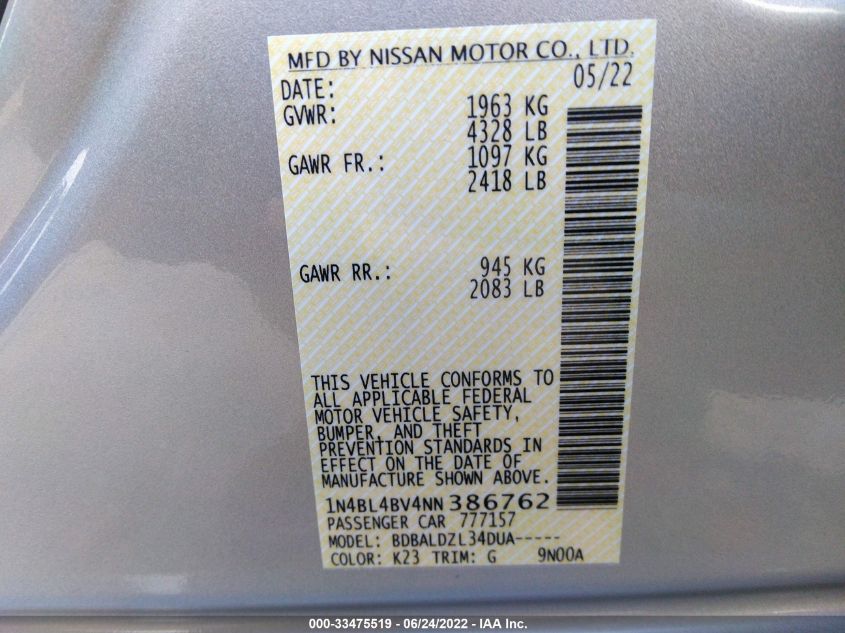 MFD BY NISSAN MOTOR CO., LTD.
DATE: 05/22
GVWR: 1963 KG
4328 LB
GAWR FR.: 1097 KG
2418 LB
GAWR RR.: 945 KG
2083 LB
THIS VEHICLE CONFORMS TO
ALL APPLICABLE FEDERAL
MOTOR VEHICLE SAFETY,
BUMPER, AND THEFT
PREVENTION STANDARDS IN
EFFECT ON THE DATE OF
MANUFACTURE SHOWN ABOVE.
1N4BL4BV4NN386762
PASSENGER CAR 777157
MODEL: BDBALDZL34DUA-----
COLOR: K23 TRIM: G 9N00A
000-33475519 - 06/24/2022 - IAA Inc.